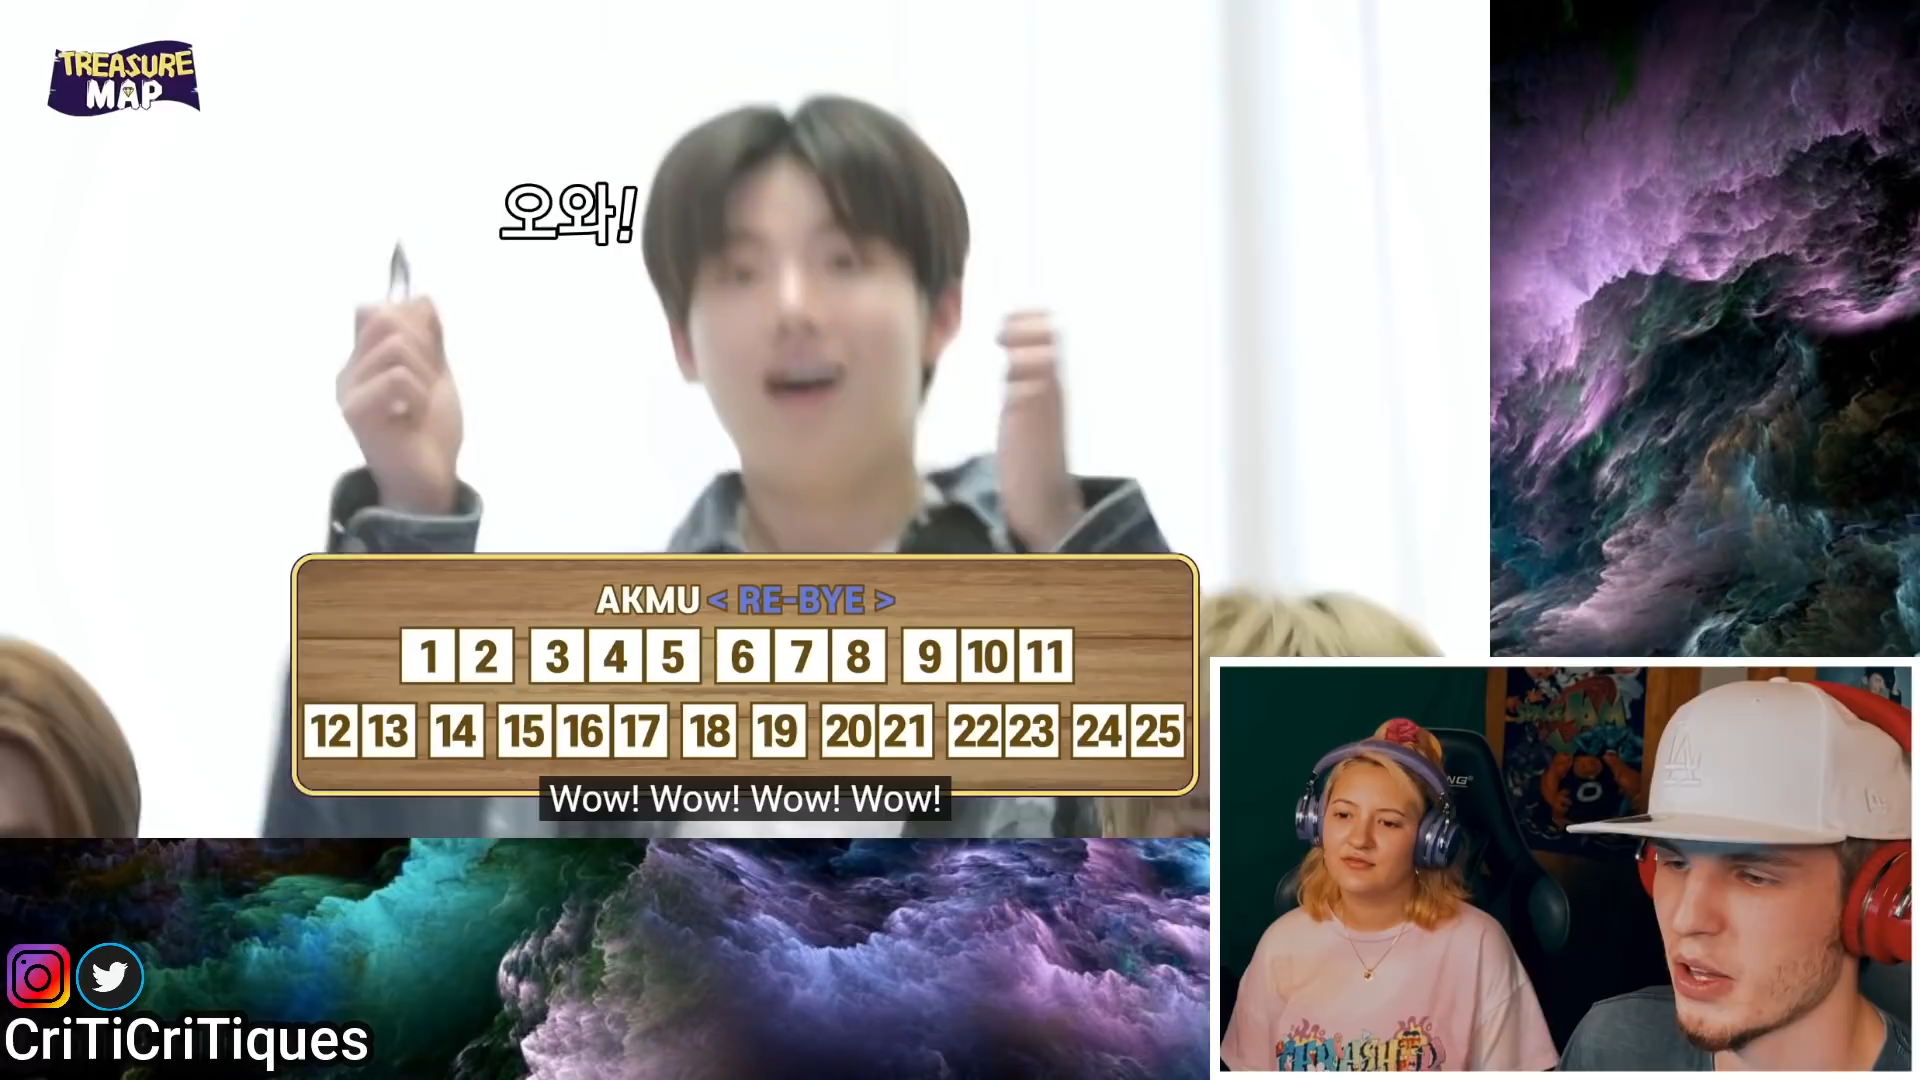 TREASURE
MAP
오와!
AKMU < RE-BYE >
1 2 3 4 5 6 7 8 9 10 11
12 13 14 15 16 17 18 19 20 21 22 23 24 25
Wow! Wow! Wow! Wow!
LA
CriTiCriTiques